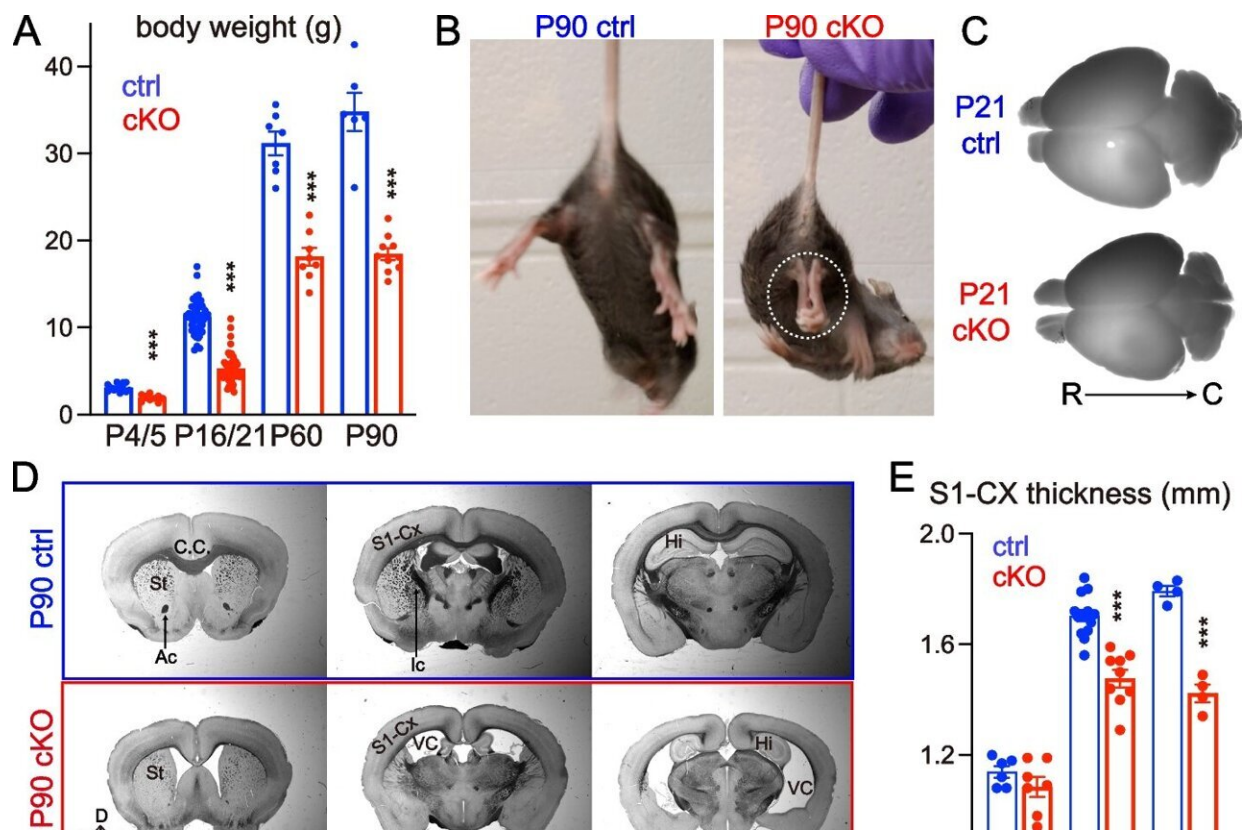 A
body weight (g)
ctrl
cKO
40
30
20
10
0
***
***
***
***
P4/5 P16/21 P60 P90
B
P90 ctrl
P90 cKO
C
P21
ctrl
P21
cKO
R C
D
P90 ctrl
C.C.
St
Ac
S1-Cx
Ic
Hi
P90 cKO
St
D
S1-Cx
VC
Hi
VC
E
S1-CX thickness (mm)
ctrl
cKO
2.0
1.6
1.2
***
***